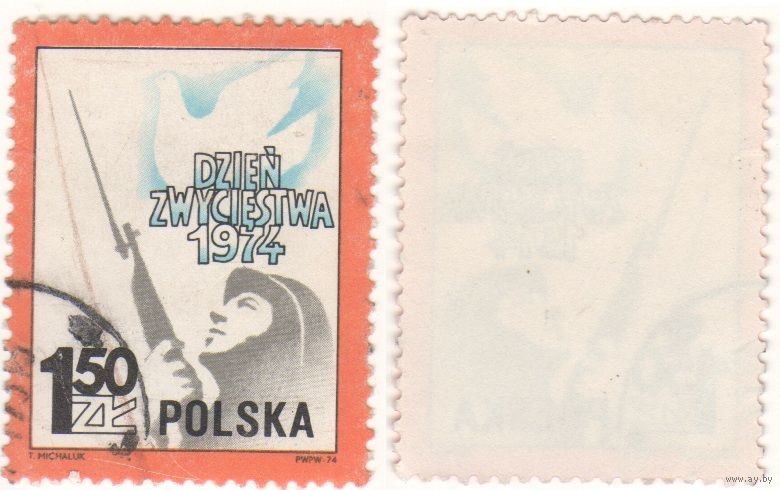 DZIEŃ
ZWYCIĘSTWA
1974
1.50
ZŁ POLSKA
T. MICHALUK PWPW-74
www.ay.by